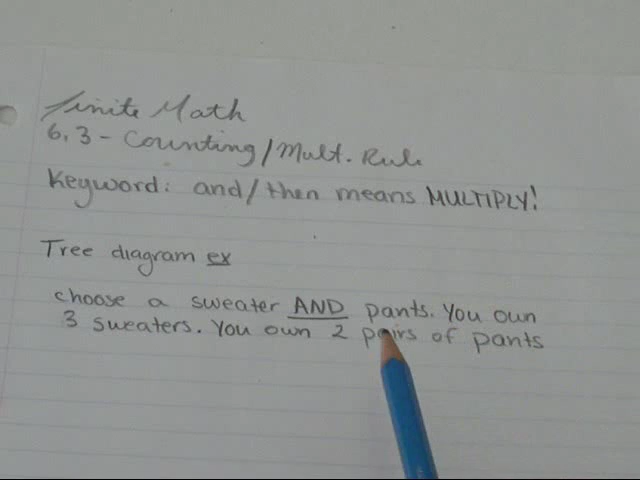 Finite Math
6.3 - Counting/Mult. Rule
Keyword: and/then means MULTIPLY!
Tree diagram ex
choose a sweater AND pants. You own
3 sweaters. You own 2 pairs of pants